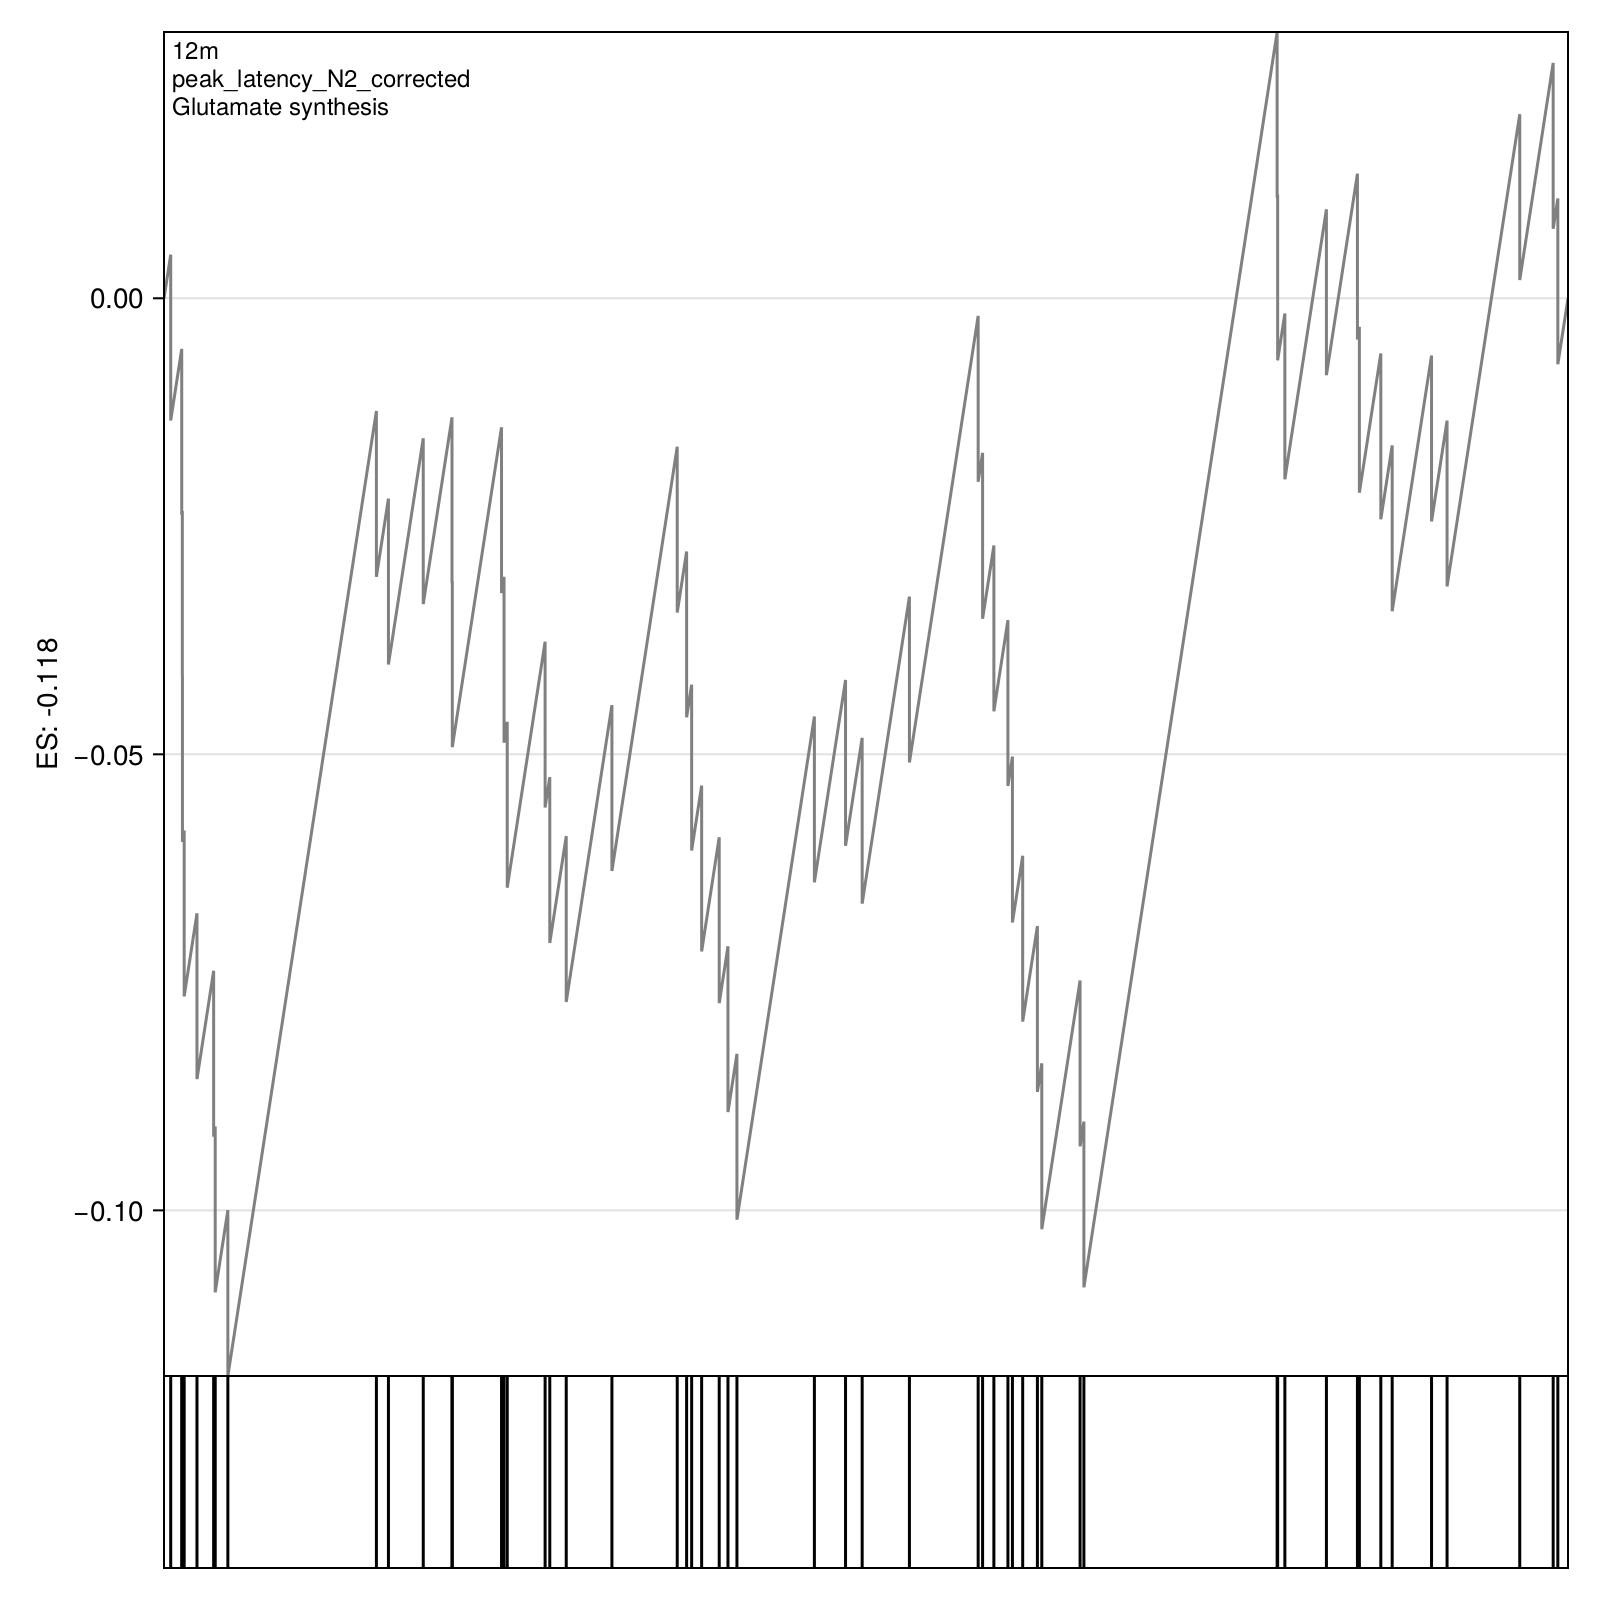 12m
peak_latency_N2_corrected
Glutamate synthesis
0.00
−0.05
−0.10
ES: -0.118